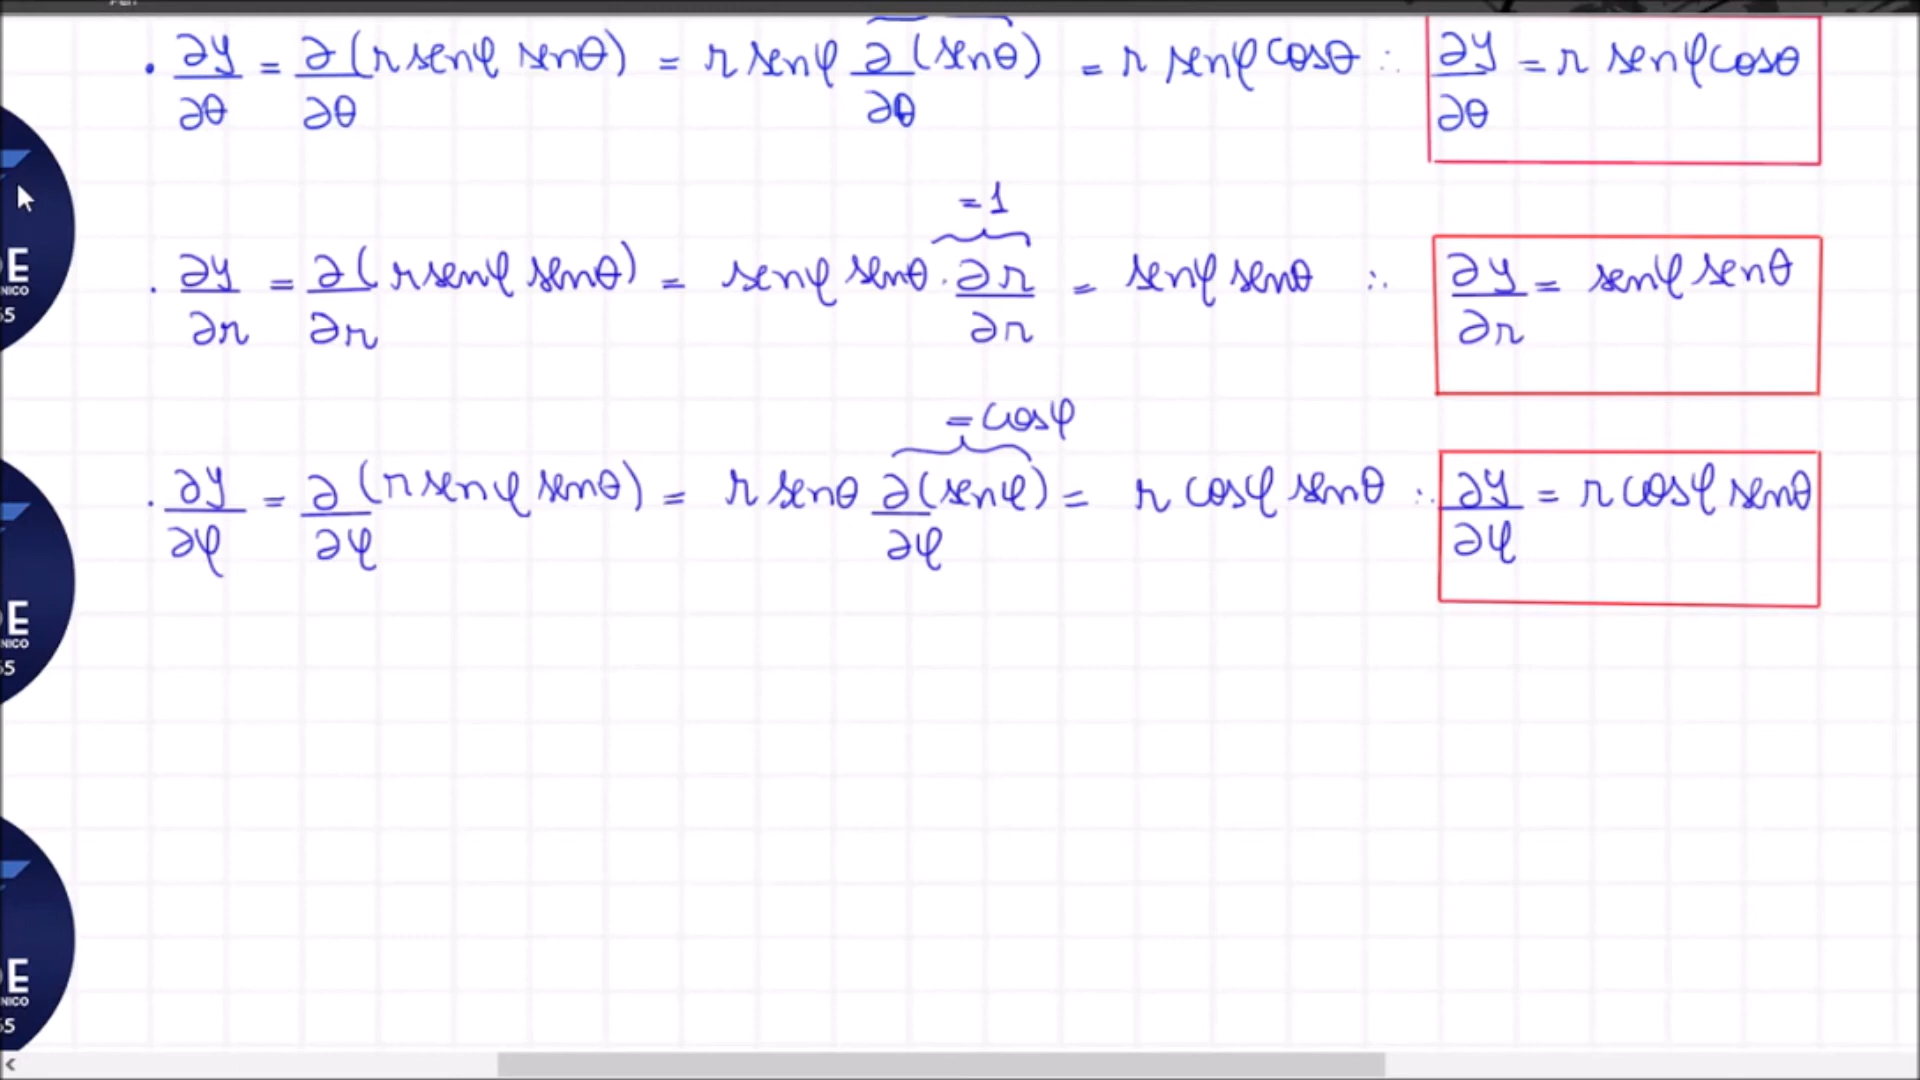 . ∂y/∂θ = ∂/∂θ (r senφ senθ) = r senφ ∂/∂θ (senθ) = r senφ cosθ ∴ ∂y/∂θ = r senφ cosθ
= 1
. ∂y/∂r = ∂/∂r (r senφ senθ) = senφ senθ · ∂r/∂r = senφ senθ ∴ ∂y/∂r = senφ senθ
= cosφ
. ∂y/∂φ = ∂/∂φ (r senφ senθ) = r senθ ∂/∂φ (senφ) = r cosφ senθ ∴ ∂y/∂φ = r cosφ senθ